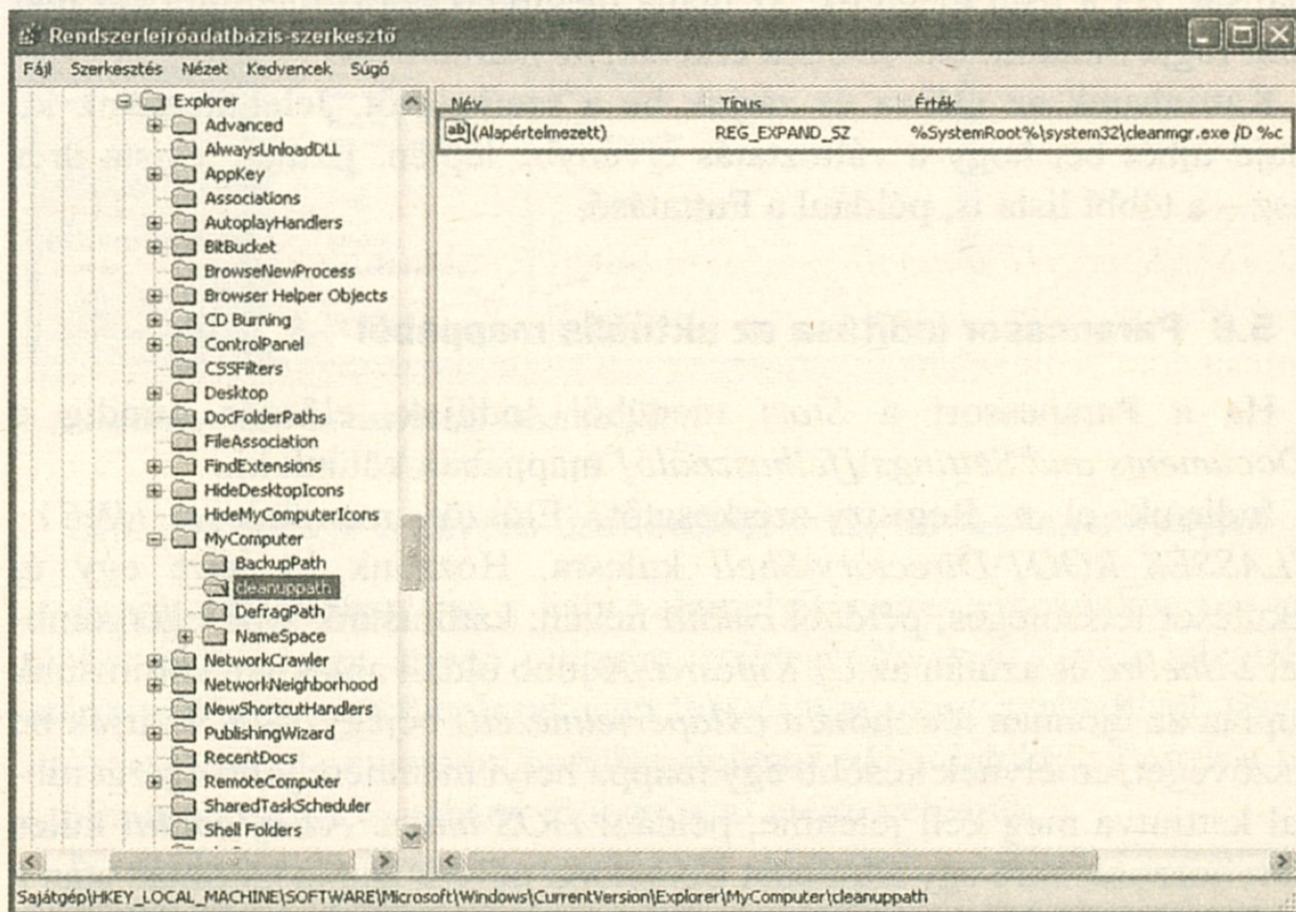 Rendszerleíróadatbázis-szerkesztő
Fájl Szerkesztés Nézet Kedvencek Súgó
Explorer
Advanced
AlwaysUnloadDLL
AppKey
Associations
AutoplayHandlers
BitBucket
BrowseNewProcess
Browser Helper Objects
CD Burning
ControlPanel
CSSFilters
Desktop
DocFolderPaths
FileAssociation
FindExtensions
HideDesktopIcons
HideMyComputerIcons
MyComputer
BackupPath
cleanuppath
DefragPath
NameSpace
NetworkCrawler
NetworkNeighborhood
NewShortcutHandlers
PublishingWizard
RecentDocs
RemoteComputer
SharedTaskScheduler
Shell Folders
Név Típus Érték
ab (Alapértelmezett) REG_EXPAND_SZ %SystemRoot%\system32\cleanmgr.exe /D %c
Sajátgép\HKEY_LOCAL_MACHINE\SOFTWARE\Microsoft\Windows\CurrentVersion\Explorer\MyComputer\cleanuppath